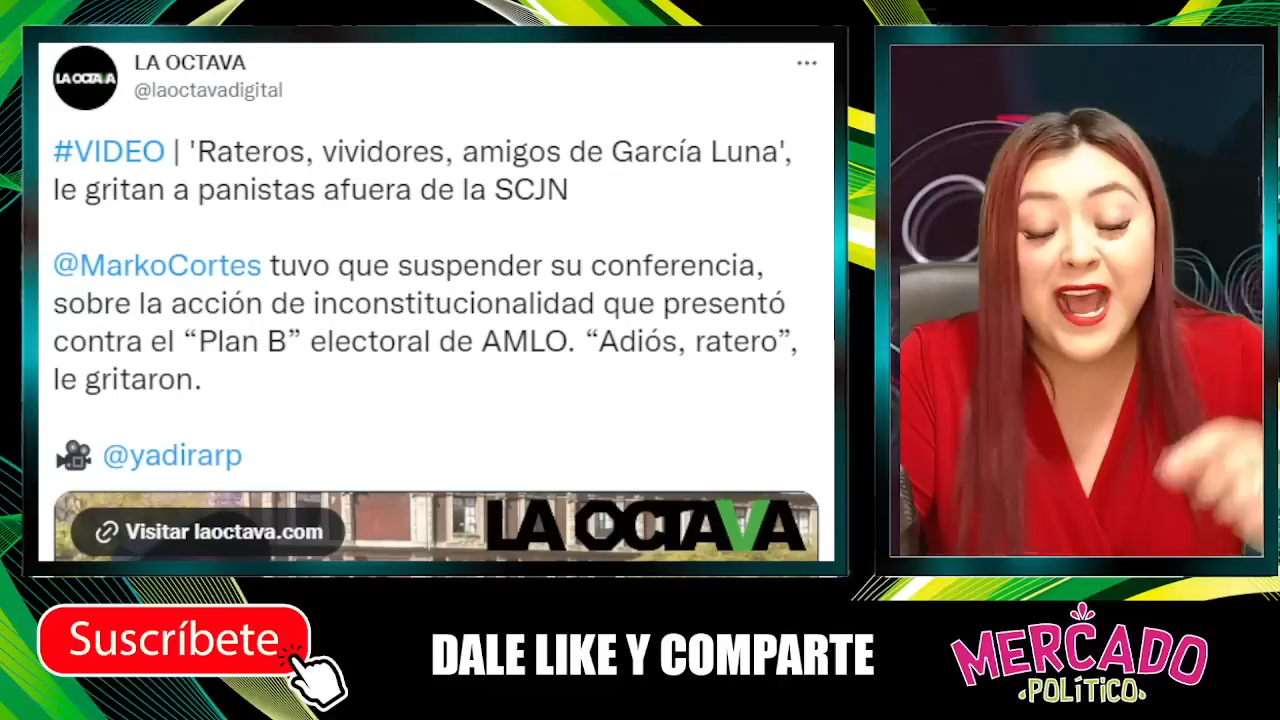 LA OCTAVA
LA OCTAVA
@laoctavadigital
#VIDEO | 'Rateros, vividores, amigos de García Luna',
le gritan a panistas afuera de la SCJN
@MarkoCortes tuvo que suspender su conferencia,
sobre la acción de inconstitucionalidad que presentó
contra el “Plan B” electoral de AMLO. “Adiós, ratero”,
le gritaron.
@yadirarp
Visitar laoctava.com
LA OCTAVA
Suscríbete
DALE LIKE Y COMPARTE
MERCADO
POLÍTICO